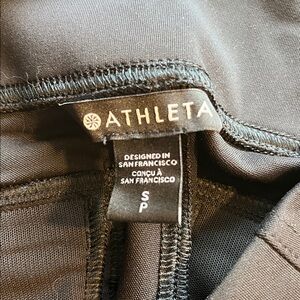 ATHLETA
DESIGNED IN
SAN FRANCISCO
CONÇU À
SAN FRANCISCO
S
P